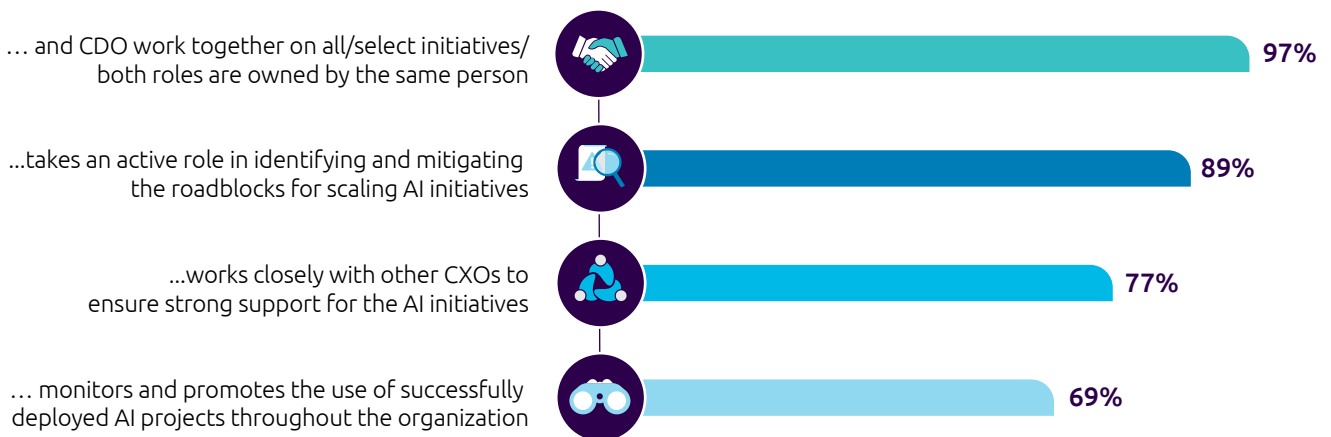 … and CDO work together on all/select initiatives/
both roles are owned by the same person
97%
...takes an active role in identifying and mitigating
the roadblocks for scaling AI initiatives
89%
...works closely with other CXOs to
ensure strong support for the AI initiatives
77%
… monitors and promotes the use of successfully
deployed AI projects throughout the organization
69%